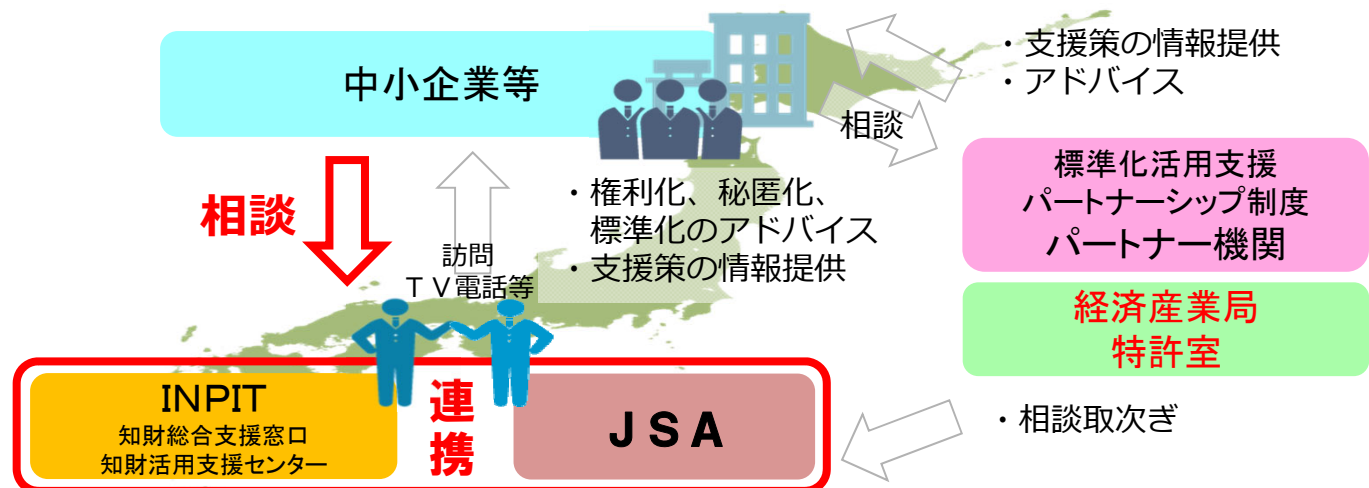 中小企業等
・支援策の情報提供
・アドバイス
相談
相談
・権利化、秘匿化、
標準化のアドバイス
・支援策の情報提供
訪問
ＴＶ電話等
標準化活用支援
パートナーシップ制度
パートナー機関
経済産業局
特許室
INPIT
知財総合支援窓口
知財活用支援センター
連
携
ＪＳＡ
・相談取次ぎ